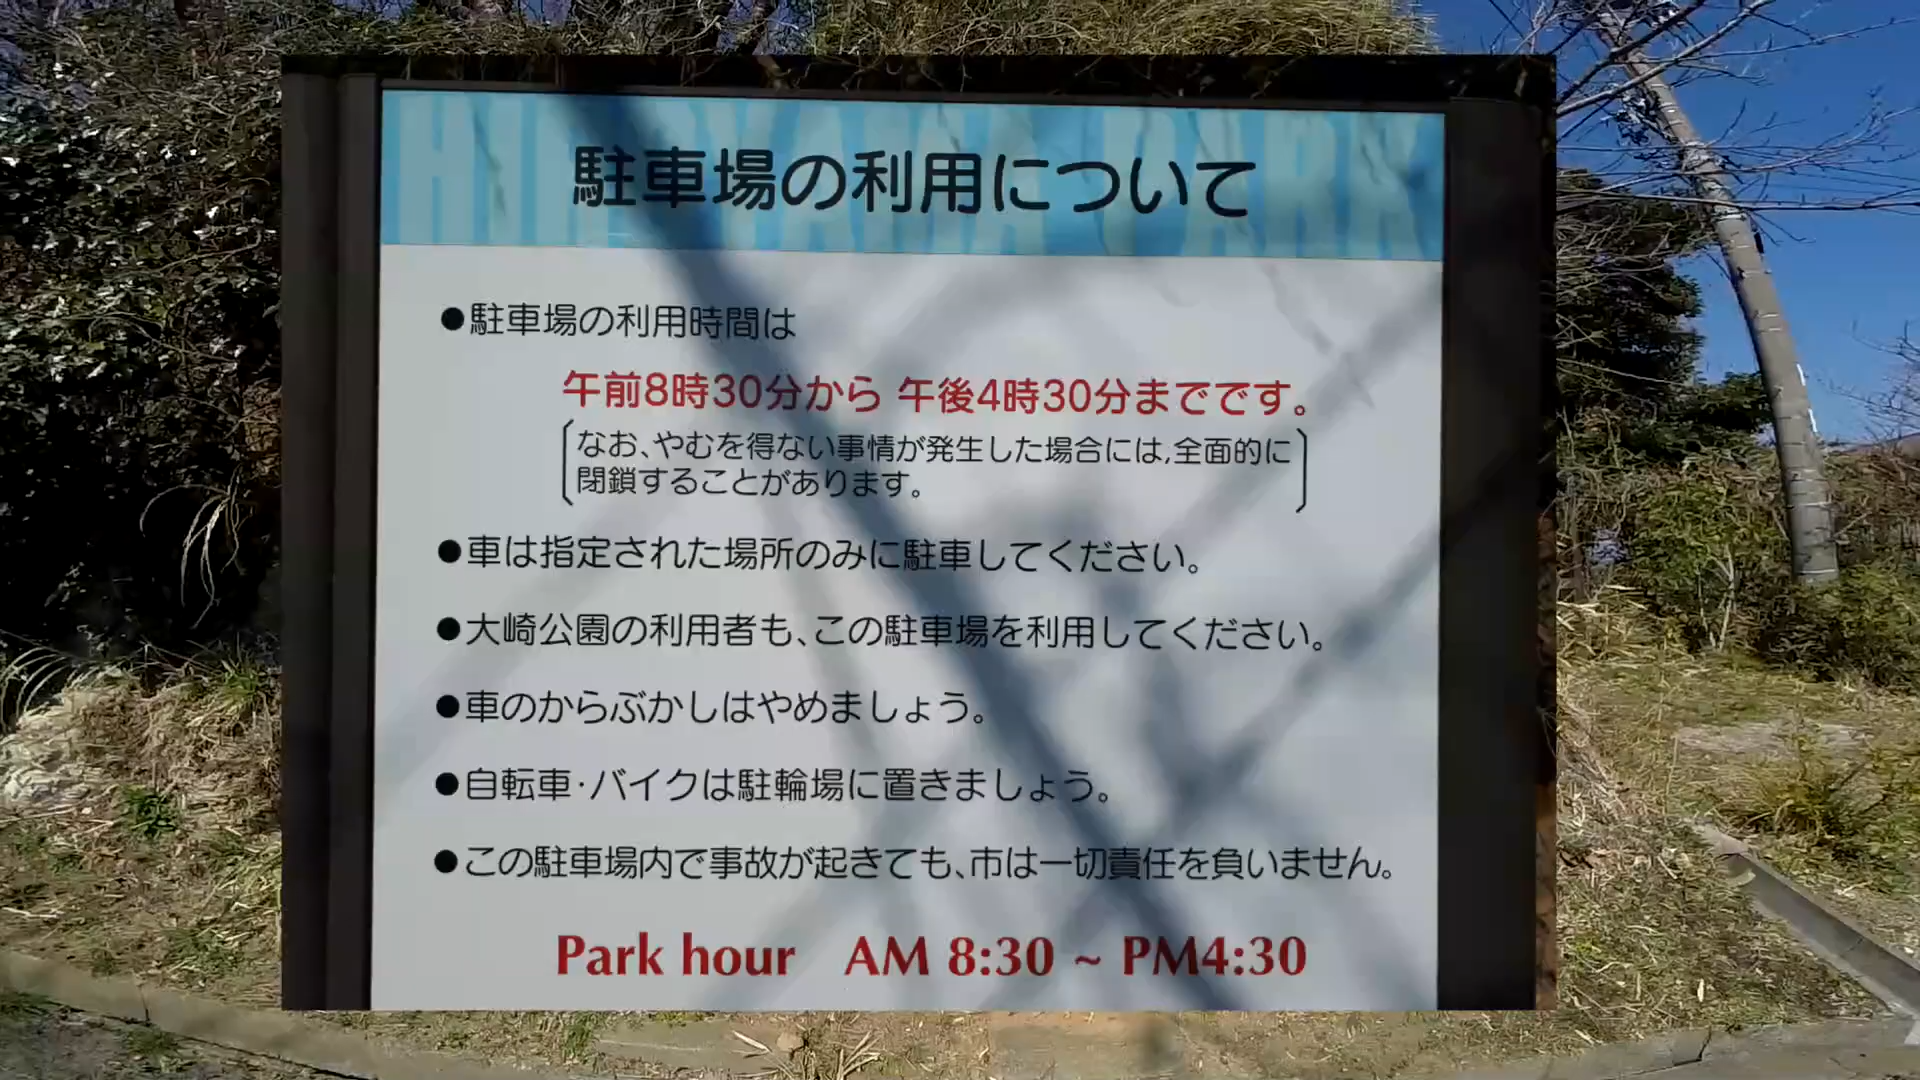 駐車場の利用について
●駐車場の利用時間は
午前8時30分から 午後4時30分までです。
なお、やむを得ない事情が発生した場合には,全面的に
閉鎖することがあります。
●車は指定された場所のみに駐車してください。
●大崎公園の利用者も、この駐車場を利用してください。
●車のからぶかしはやめましょう。
●自転車・バイクは駐輪場に置きましょう。
●この駐車場内で事故が起きても、市は一切責任を負いません。
Park hour AM 8:30 ~ PM4:30